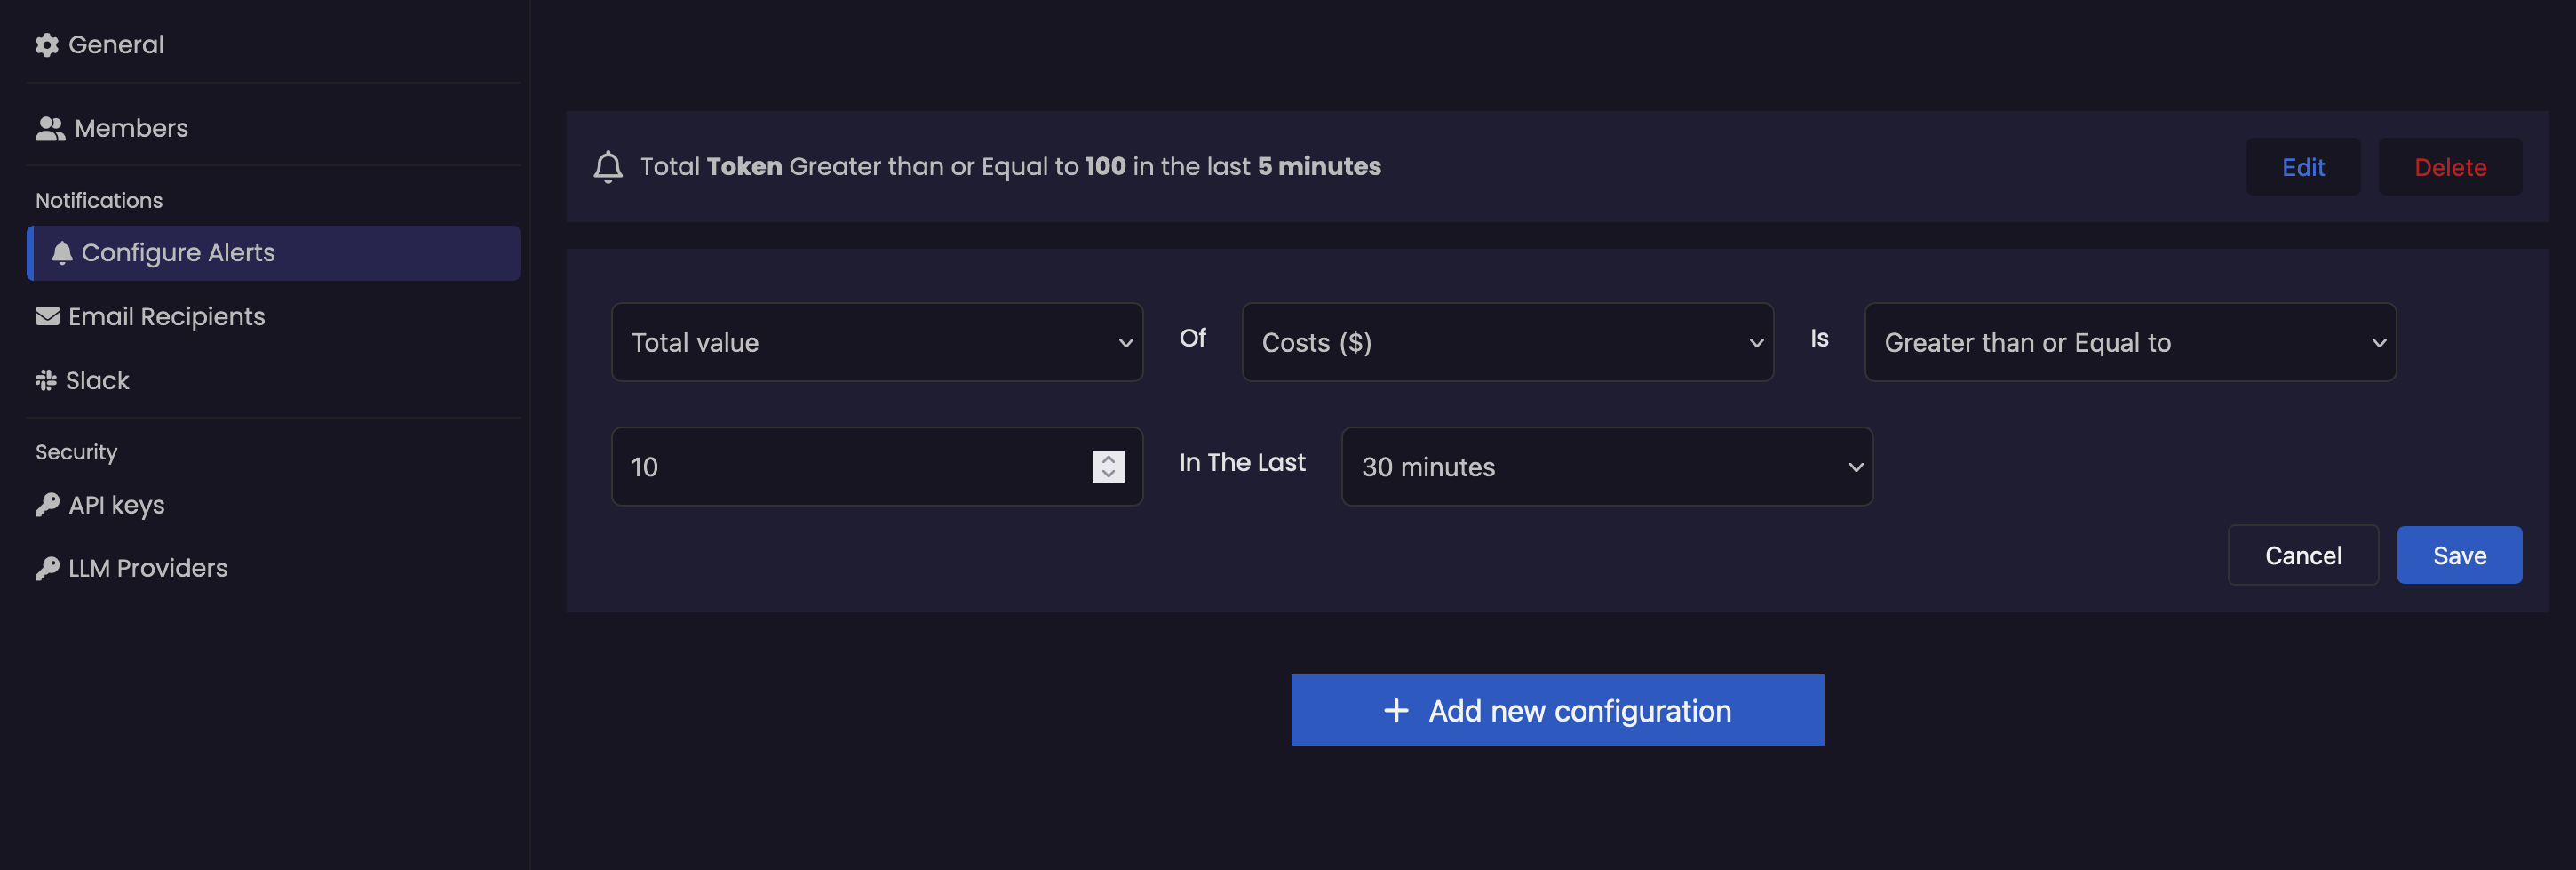 General
Members
Notifications
Configure Alerts
Email Recipients
Slack
Security
API keys
LLM Providers
Total Token Greater than or Equal to 100 in the last 5 minutes
Edit
Delete
Total value
Of
Costs ($)
Is
Greater than or Equal to
10
In The Last
30 minutes
Cancel
Save
+ Add new configuration